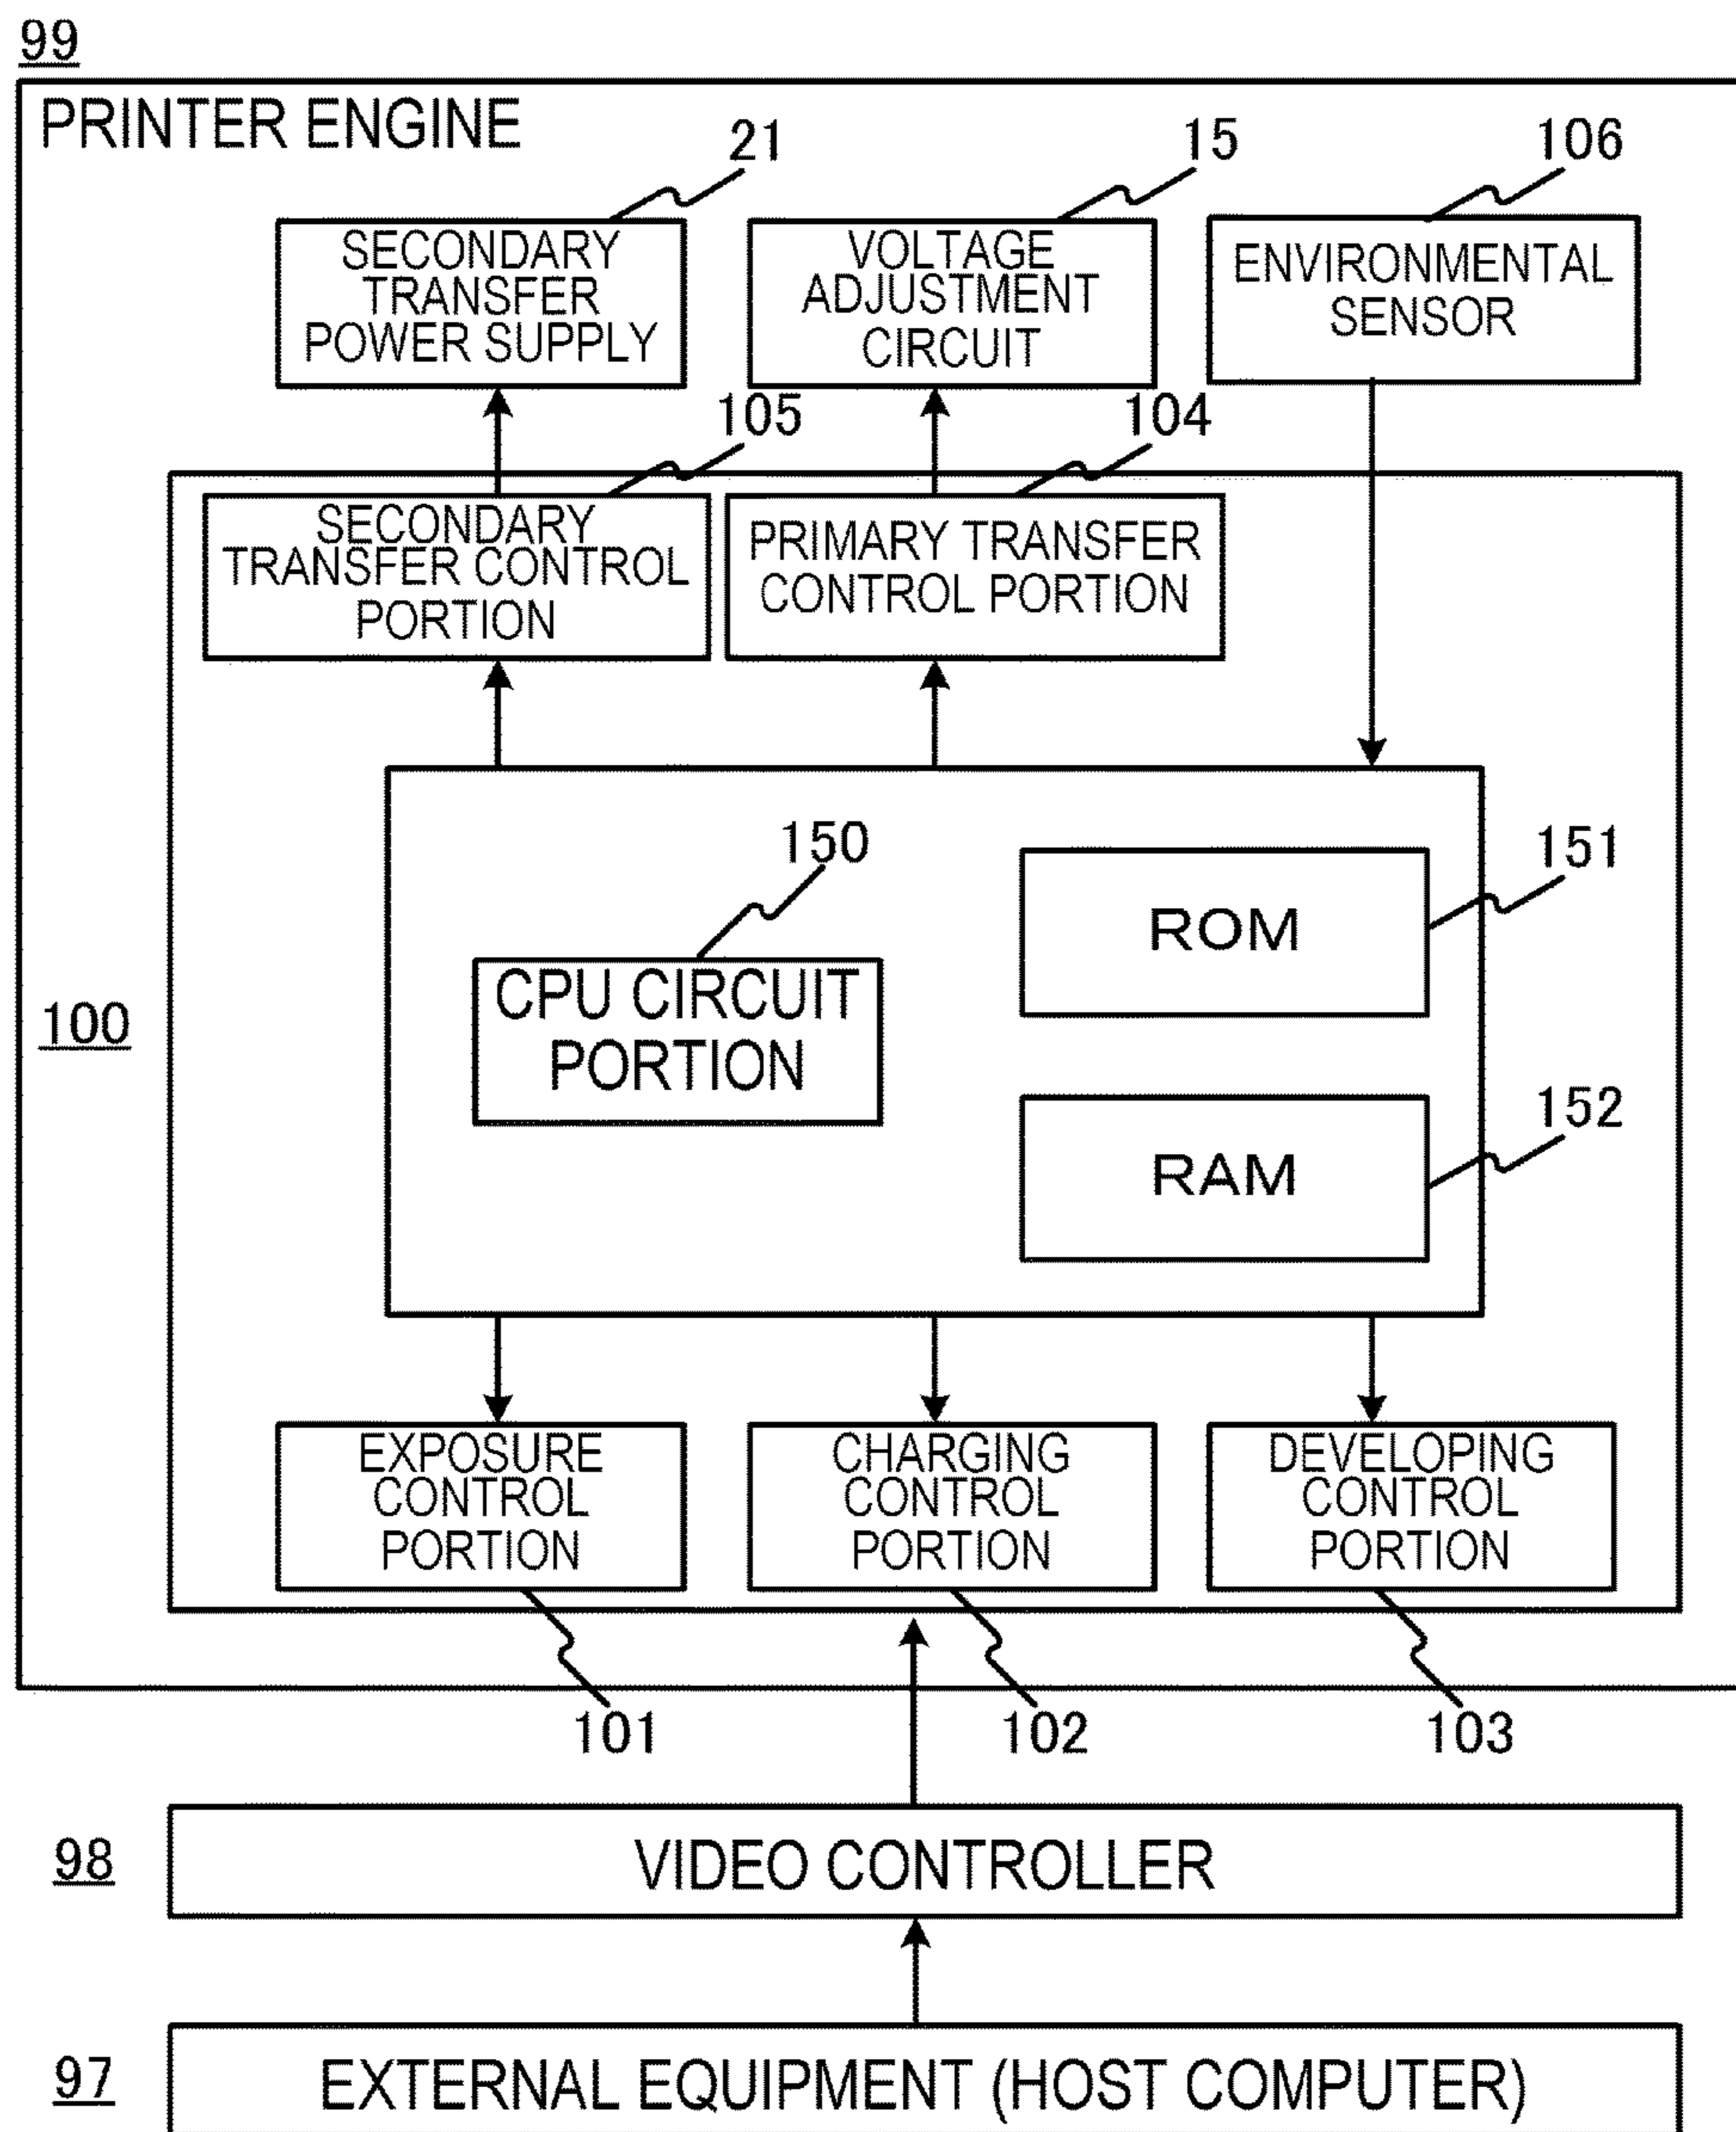 99
PRINTER ENGINE
21
15
106
SECONDARY
TRANSFER
POWER SUPPLY
VOLTAGE
ADJUSTMENT
CIRCUIT
ENVIRONMENTAL
SENSOR
105
104
SECONDARY
TRANSFER CONTROL
PORTION
PRIMARY TRANSFER
CONTROL PORTION
150
151
ROM
CPU CIRCUIT
PORTION
100
152
RAM
EXPOSURE
CONTROL
PORTION
CHARGING
CONTROL
PORTION
DEVELOPING
CONTROL
PORTION
101
102
103
98
VIDEO CONTROLLER
97
EXTERNAL EQUIPMENT (HOST COMPUTER)